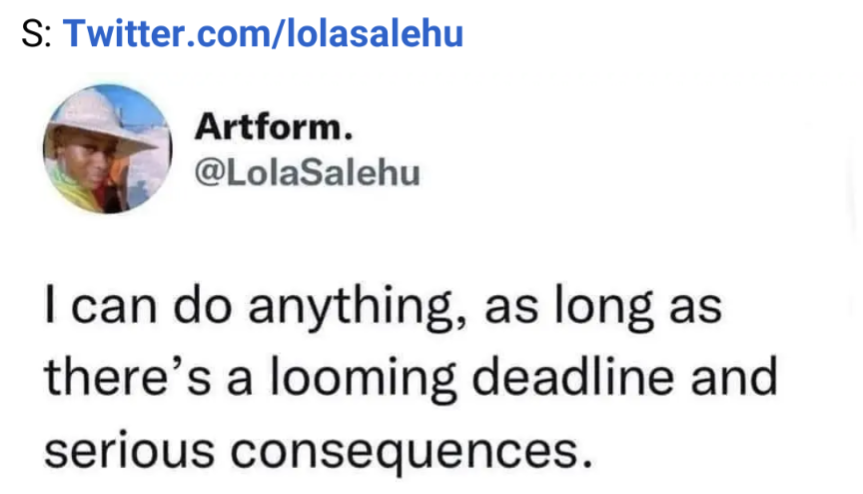 S: Twitter.com/lolasalehu
Artform.
@LolaSalehu
I can do anything, as long as
there’s a looming deadline and
serious consequences.